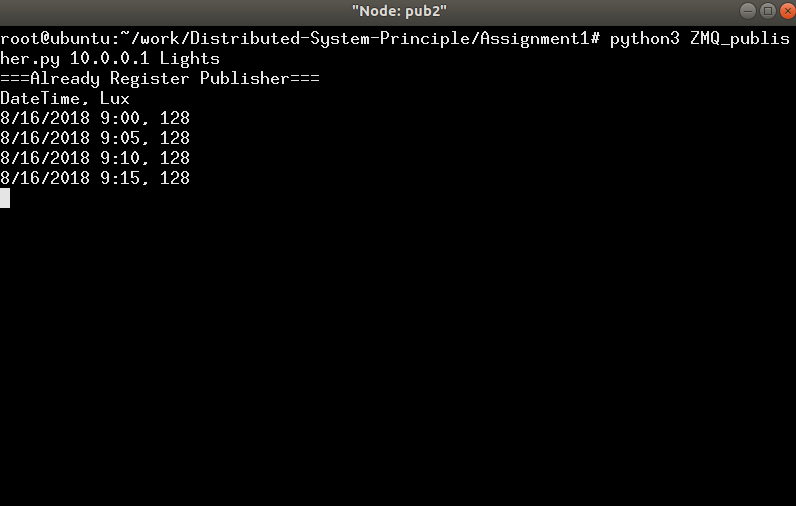 "Node: pub2"
root@ubuntu:~/work/Distributed-System-Principle/Assignment1# python3 ZMQ_publis
her.py 10.0.0.1 Lights
===Already Register Publisher===
DateTime, Lux
8/16/2018 9:00, 128
8/16/2018 9:05, 128
8/16/2018 9:10, 128
8/16/2018 9:15, 128